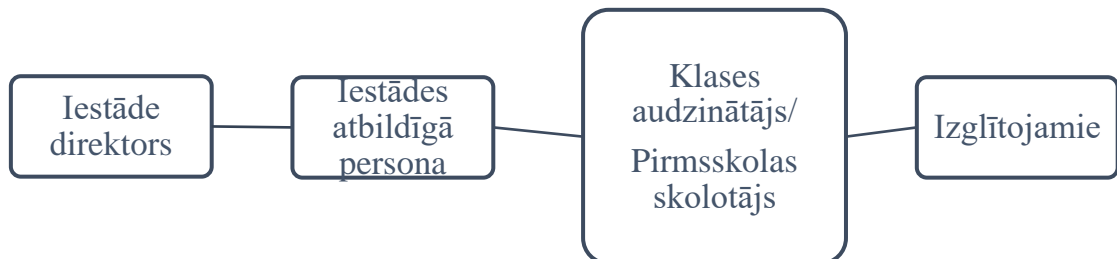 Iestāde
direktors
Iestādes
atbildīgā
persona
Klases
audzinātājs/
Pirmsskolas
skolotājs
Izglītojamie